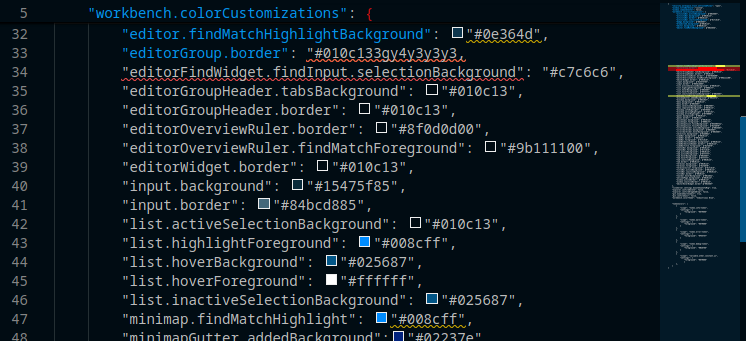 5 "workbench.colorCustomizations": {
32 "editor.findMatchHighlightBackground": "#0e364d",
33 "editorGroup.border": "#010c133gy4y3y3y3,
34 "editorFindWidget.findInput.selectionBackground": "#c7c6c6",
35 "editorGroupHeader.tabsBackground": "#010c13",
36 "editorGroupHeader.border": "#010c13",
37 "editorOverviewRuler.border": "#8f0d0d00",
38 "editorOverviewRuler.findMatchForeground": "#9b111100",
39 "editorWidget.border": "#010c13",
40 "input.background": "#15475f85",
41 "input.border": "#84bcd885",
42 "list.activeSelectionBackground": "#010c13",
43 "list.highlightForeground": "#008cff",
44 "list.hoverBackground": "#025687",
45 "list.hoverForeground": "#ffffff",
46 "list.inactiveSelectionBackground": "#025687",
47 "minimap.findMatchHighlight": "#008cff",
48 "minimapGutter.addedBackground": "#02237e"